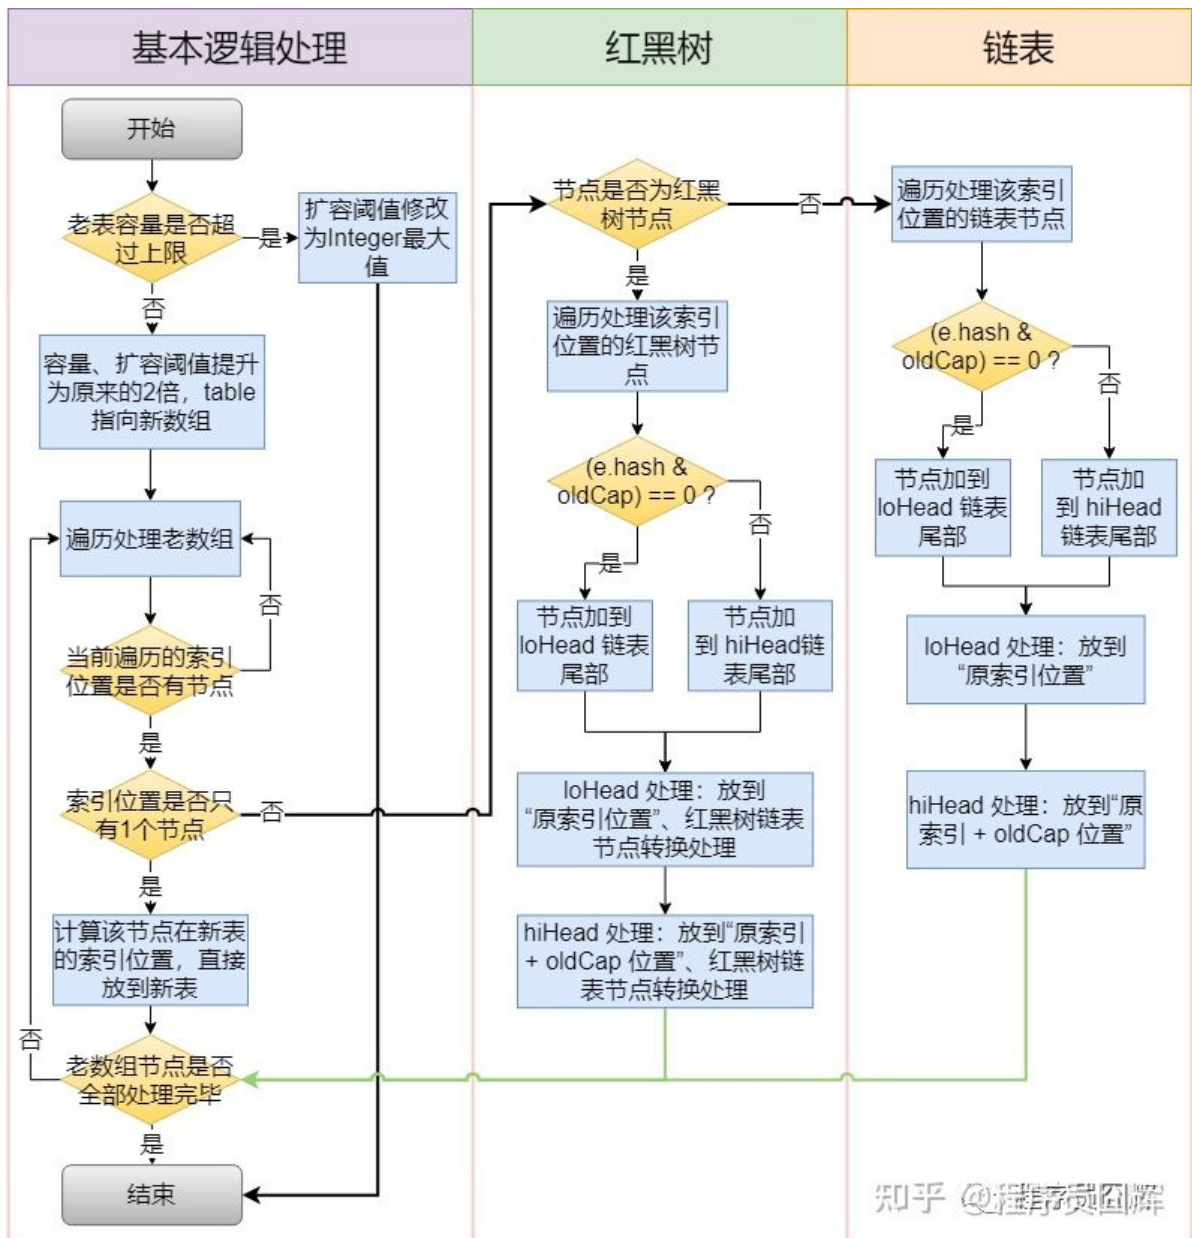 基本逻辑处理
红黑树
链表
开始
老表容量是否超
过上限
是
扩容阈值修改
为Integer最大
值
否
容量、扩容阈值提升
为原来的2倍，table
指向新数组
遍历处理老数组
否
当前遍历的索引
位置是否有节点
是
索引位置是否只
有1个节点
否
是
计算该节点在新表
的索引位置，直接
放到新表
否
老数组节点是否
全部处理完毕
是
结束
节点是否为红黑
树节点
否
是
遍历处理该索引
位置的红黑树节
点
(e.hash &
oldCap) == 0 ?
否
是
节点加到
loHead 链表
尾部
节点加
到 hiHead链
表尾部
loHead 处理：放到
“原索引位置”、红黑树链表
节点转换处理
hiHead 处理：放到“原索引
+ oldCap 位置”、红黑树链
表节点转换处理
遍历处理该索引
位置的链表节点
(e.hash &
oldCap) == 0 ?
否
是
节点加到
loHead 链表
尾部
节点加
到 hiHead
链表尾部
loHead 处理：放到
“原索引位置”
hiHead 处理：放到“原
索引 + oldCap 位置”
知乎 @程序员囧辉